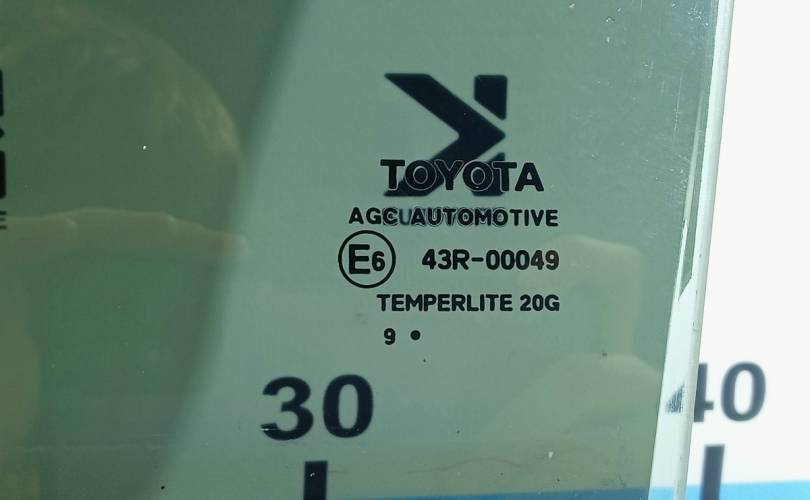 TOYOTA
AGC AUTOMOTIVE
E6 43R-00049
TEMPERLITE 20G
9 •
30 40